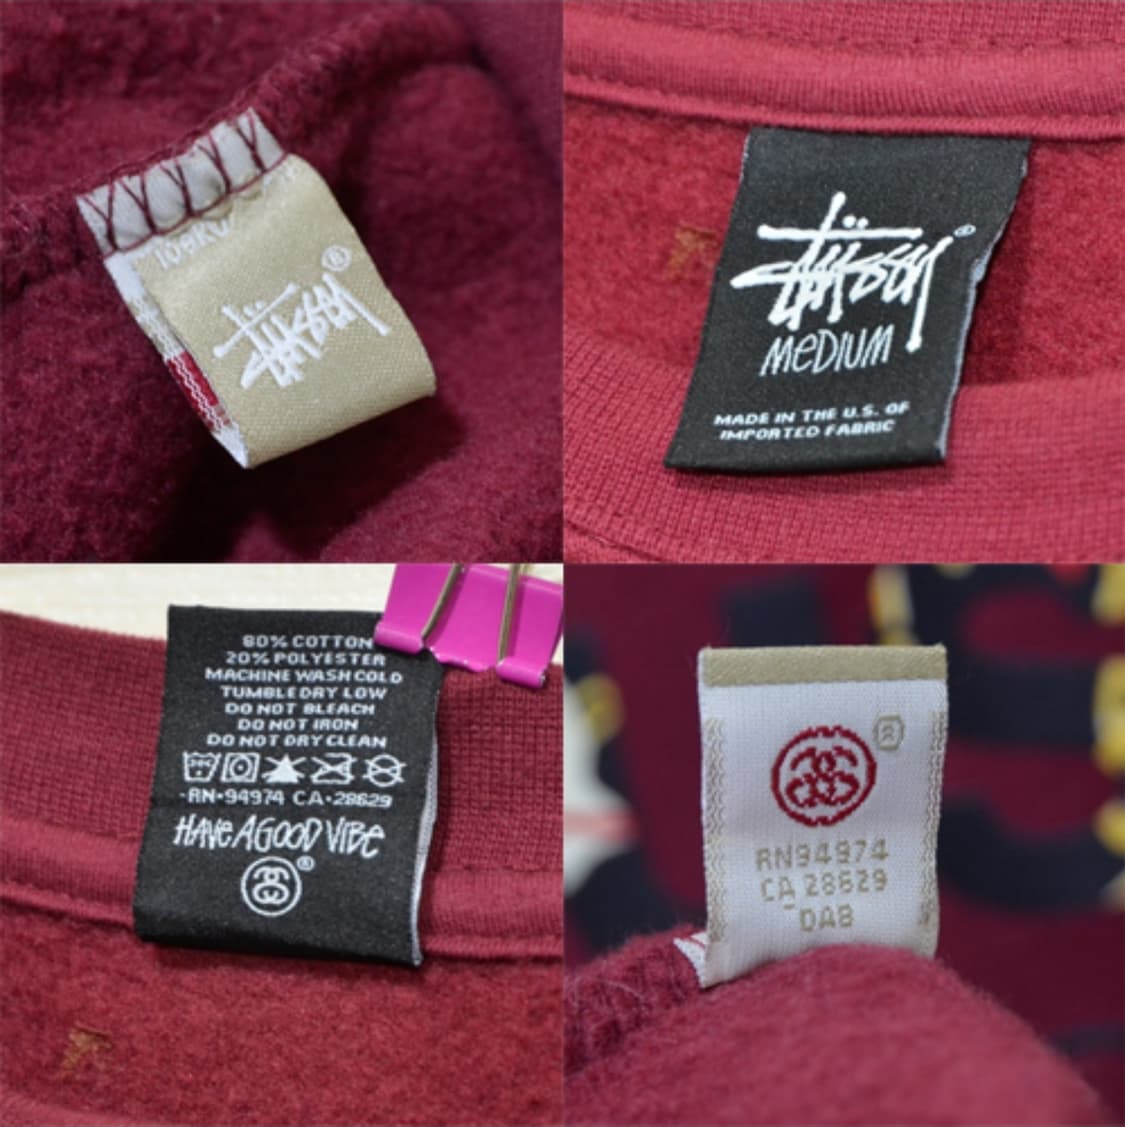 Stüssy®
Stüssy®
MEDIUM
MADE IN THE U.S. OF
IMPORTED FABRIC
80% COTTON
20% POLYESTER
MACHINE WASH COLD
TUMBLE DRY LOW
DO NOT BLEACH
DO NOT IRON
DO NOT DRY CLEAN
-RN•94974 CA•28629
HAVE A GOOD VIBE
®
®
RN94974
CA 28629
DAB